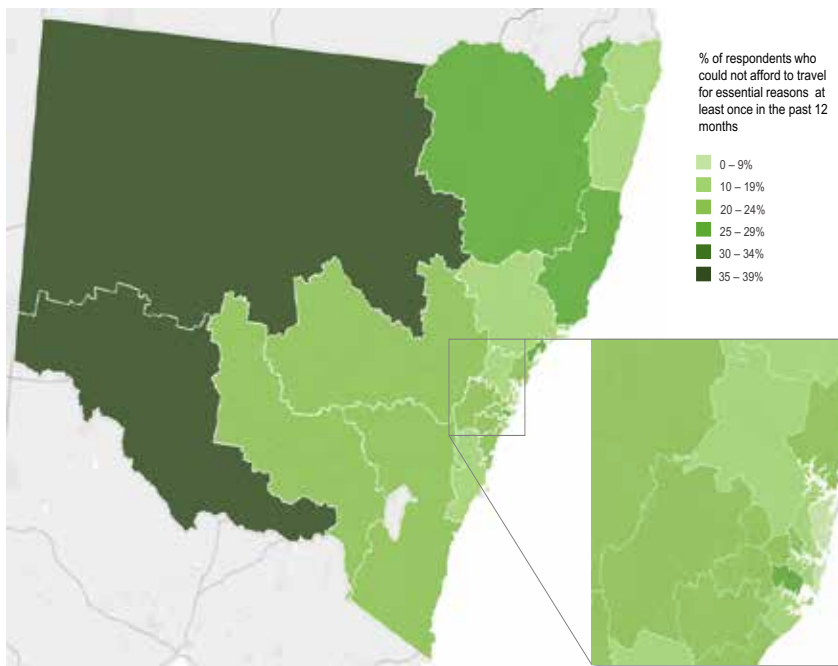 % of respondents who
could not afford to travel
for essential reasons at
least once in the past 12
months
0 – 9%
10 – 19%
20 – 24%
25 – 29%
30 – 34%
35 – 39%